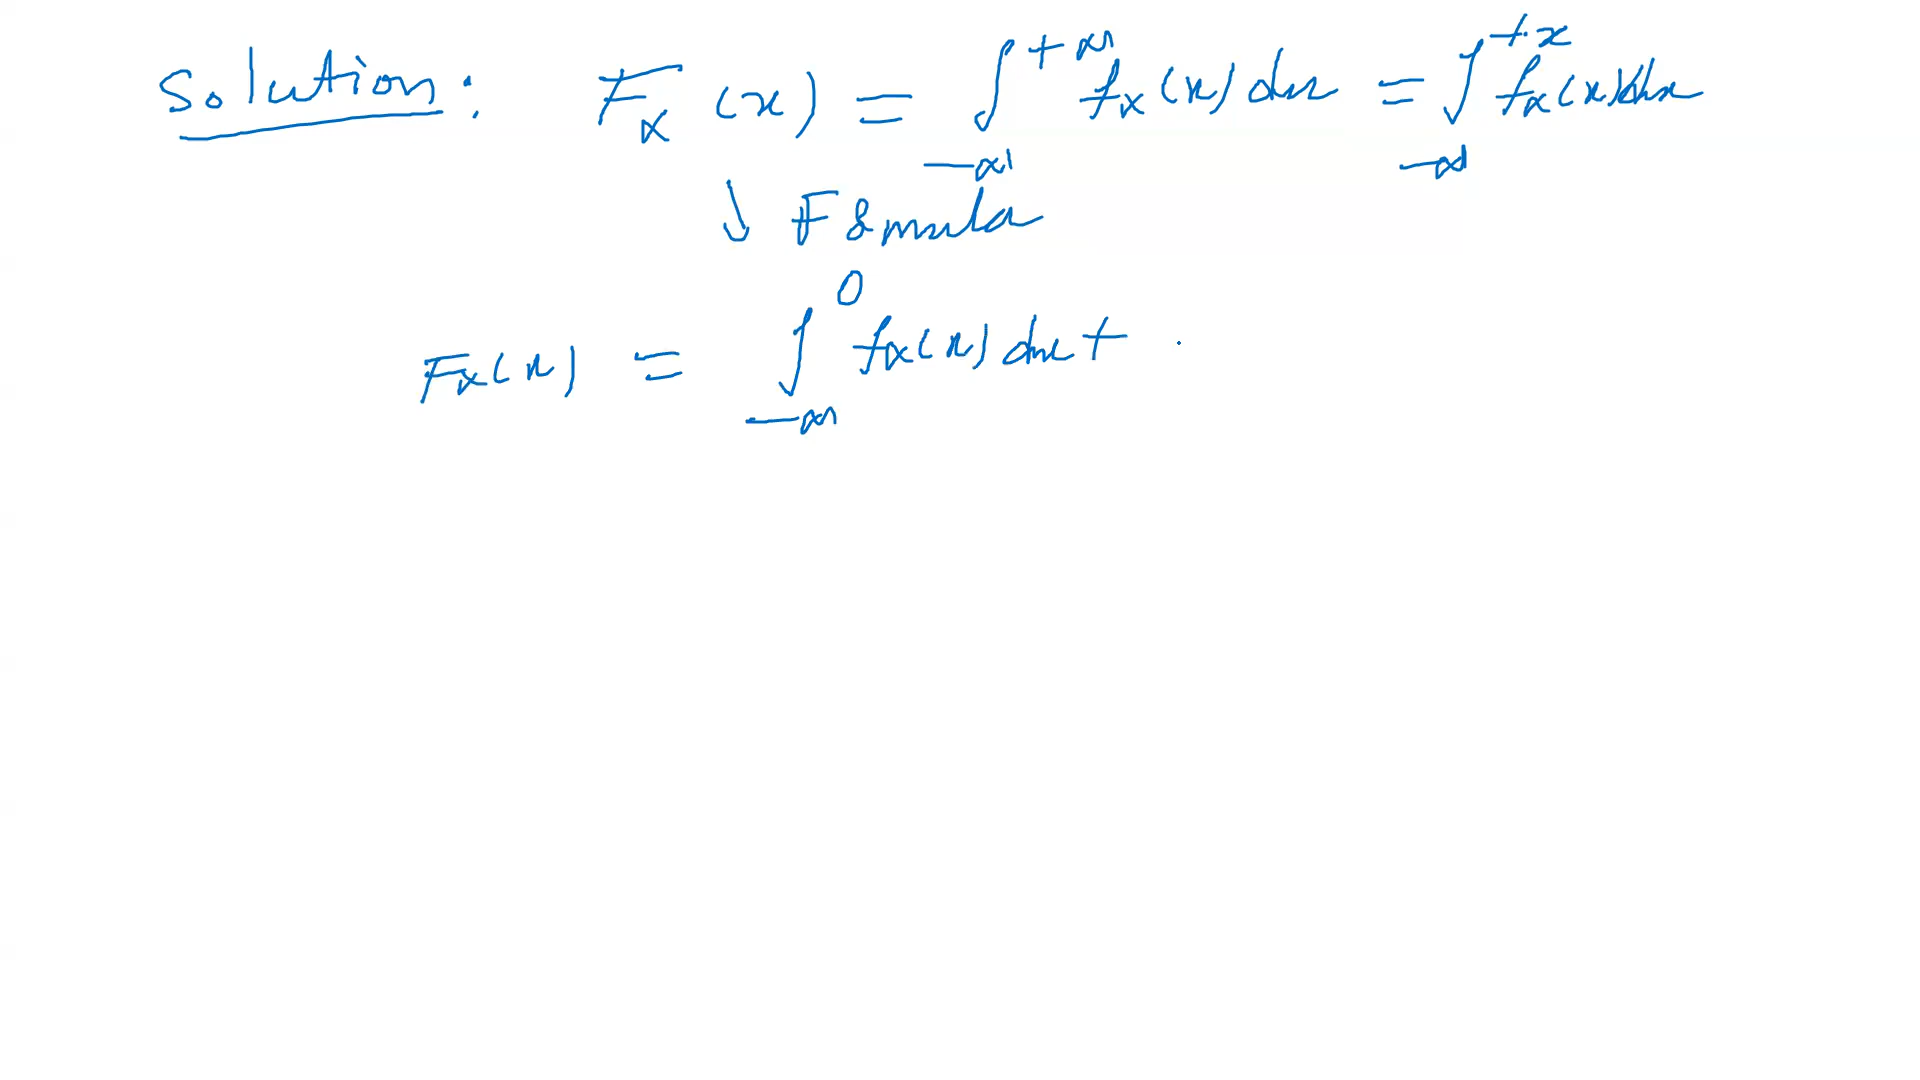 Solution: F_X (x) = ∫_{-∞}^{+∞} f_X (x) dx = ∫_{-∞}^{+x} f_X (x) dx
↓ Formula
F_X (x) = ∫_{-∞}^{0} f_X (x) dx +